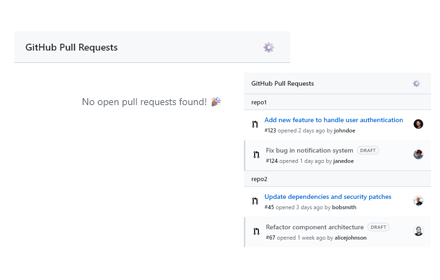 GitHub Pull Requests
No open pull requests found! 🎉
GitHub Pull Requests
repo1
Add new feature to handle user authentication
#123 opened 2 days ago by johndoe
Fix bug in notification system DRAFT
#124 opened 1 day ago by janedoe
repo2
Update dependencies and security patches
#45 opened 3 days ago by bobsmith
Refactor component architecture DRAFT
#67 opened 1 week ago by alicejohnson